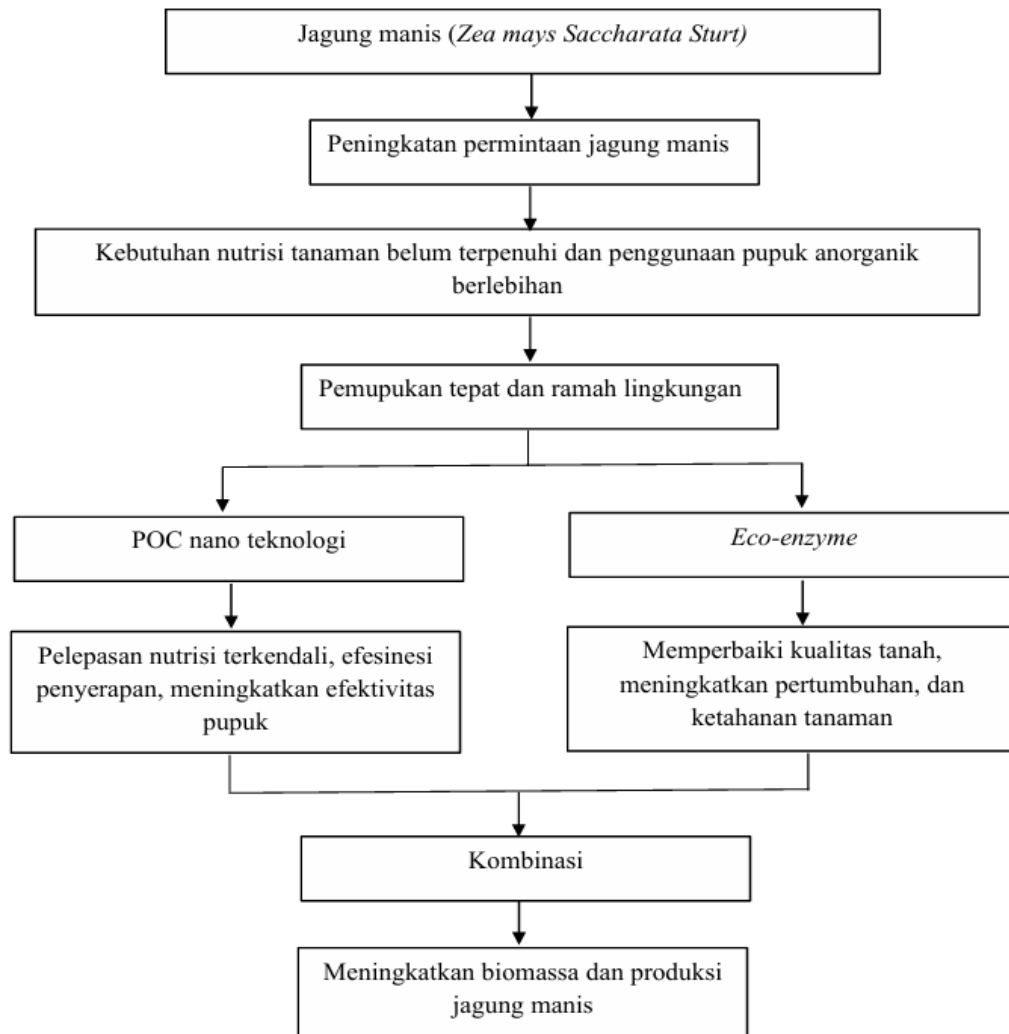 Jagung manis (Zea mays Saccharata Sturt)
Peningkatan permintaan jagung manis
Kebutuhan nutrisi tanaman belum terpenuhi dan penggunaan pupuk anorganik
berlebihan
Pemupukan tepat dan ramah lingkungan
POC nano teknologi
Eco-enzyme
Pelepasan nutrisi terkendali, efesinesi
penyerapan, meningkatkan efektivitas
pupuk
Memperbaiki kualitas tanah,
meningkatkan pertumbuhan, dan
ketahanan tanaman
Kombinasi
Meningkatkan biomassa dan produksi
jagung manis